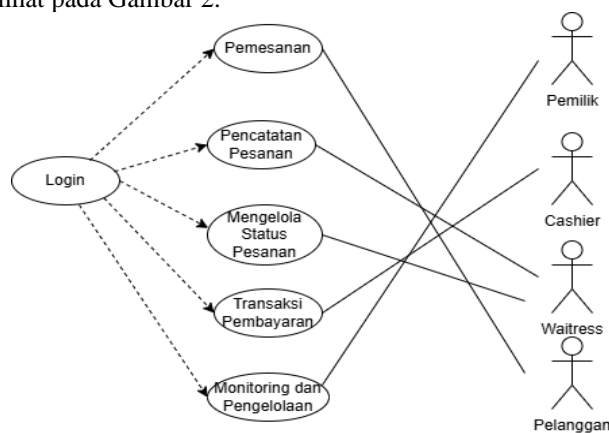 lihat pada Gambar 2.
Pemesanan
Pemilik
Pencatatan
Pesanan
Login
Cashier
Mengelola
Status
Pesanan
Transaksi
Pembayaran
Waitress
Monitoring dan
Pengelolaan
Pelanggan